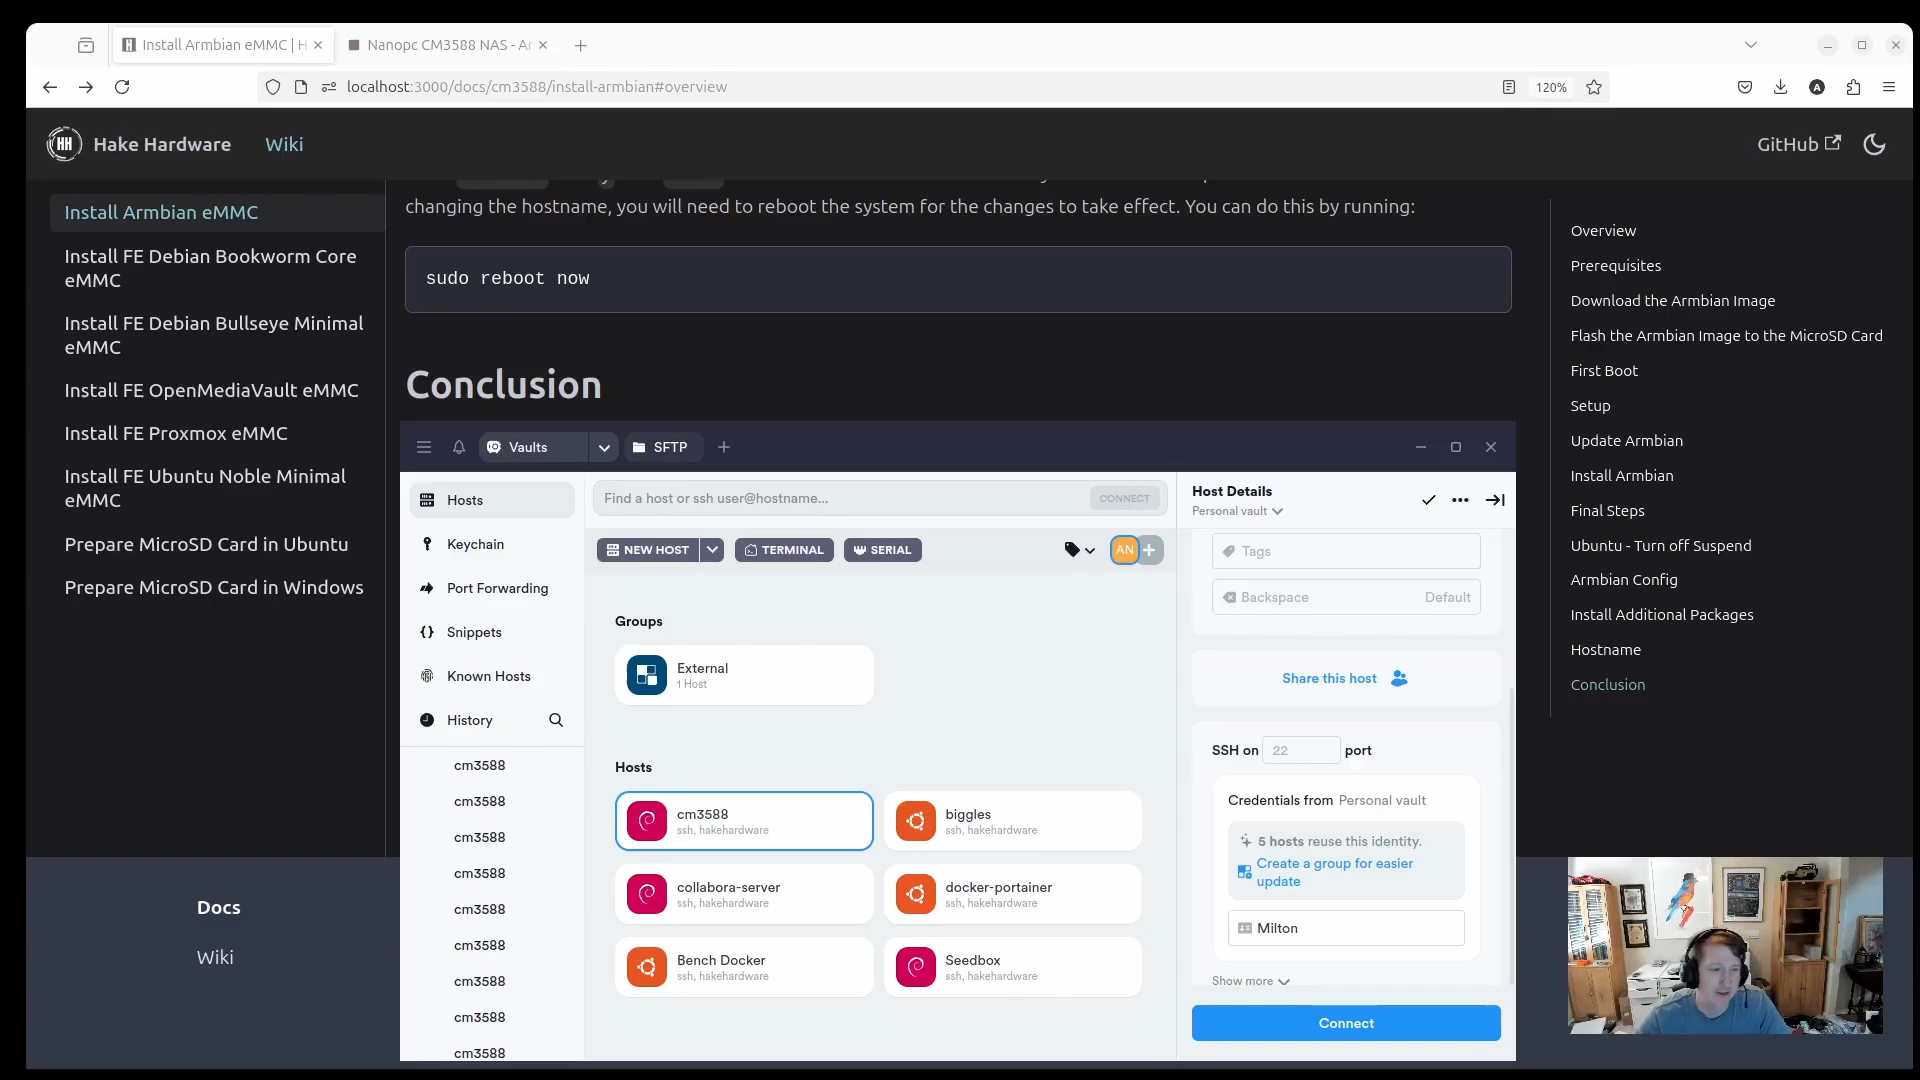 Install Armbian eMMC | H
Nanopc CM3588 NAS - Ar
localhost:3000/docs/cm3588/install-armbian#overview
120%
A
HH
Hake Hardware
Wiki
GitHub
Install Armbian eMMC
Install FE Debian Bookworm Core
eMMC
Install FE Debian Bullseye Minimal
eMMC
Install FE OpenMediaVault eMMC
Install FE Proxmox eMMC
Install FE Ubuntu Noble Minimal
eMMC
Prepare MicroSD Card in Ubuntu
Prepare MicroSD Card in Windows
changing the hostname, you will need to reboot the system for the changes to take effect. You can do this by running:
sudo reboot now
Conclusion
Vaults
SFTP
Hosts
Keychain
Port Forwarding
Snippets
Known Hosts
History
cm3588
cm3588
cm3588
cm3588
cm3588
cm3588
cm3588
cm3588
cm3588
Find a host or ssh user@hostname...
CONNECT
NEW HOST
TERMINAL
SERIAL
AN
Groups
External
1 Host
Hosts
cm3588
ssh, hakehardware
biggles
ssh, hakehardware
collabora-server
ssh, hakehardware
docker-portainer
ssh, hakehardware
Bench Docker
ssh, hakehardware
Seedbox
ssh, hakehardware
Host Details
Personal vault
Tags
Backspace
Default
Share this host
SSH on 22 port
Credentials from Personal vault
5 hosts reuse this identity.
Create a group for easier
update
Milton
Show more
Connect
Overview
Prerequisites
Download the Armbian Image
Flash the Armbian Image to the MicroSD Card
First Boot
Setup
Update Armbian
Install Armbian
Final Steps
Ubuntu - Turn off Suspend
Armbian Config
Install Additional Packages
Hostname
Conclusion
Docs
Wiki